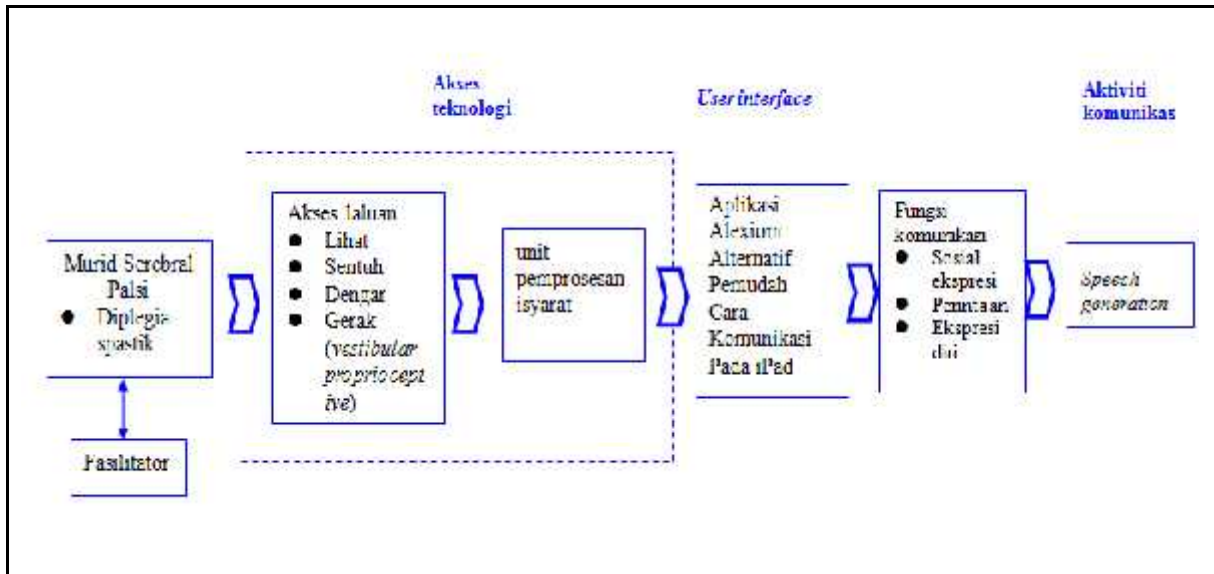 Akses
teknologi
User interface
Aktiviti
komunikas
Murid Serebral
Palsi
● Diplegia
spastik
Fasilitator
Akses laluan
● Lihat
● Sentuh
● Dengar
● Gerak
(vestibular
propriocept
ive)
unit
pemprosesan
isyarat
Aplikasi
Alternatif
Pemudah
Cara
Komunikasi
Pada iPad
Fungsi
komunikasi
● Sosial
ekspresi
● Permintaan
● Ekspresi
diri
Speech
generation